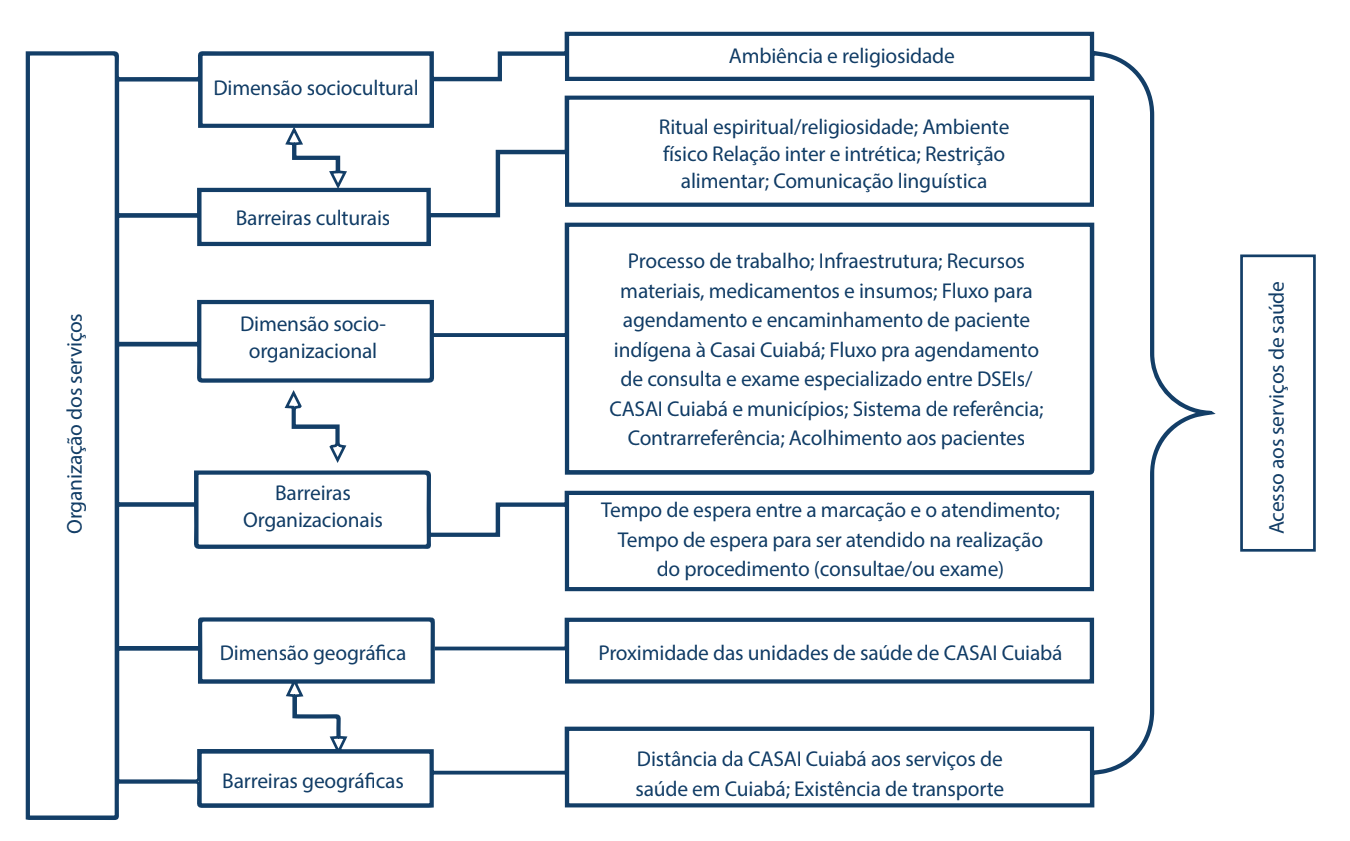 Organização dos serviços
Dimensão sociocultural
Ambiência e religiosidade
Barreiras culturais
Ritual espiritual/religiosidade; Ambiente
físico Relação inter e intrética; Restrição
alimentar; Comunicação linguística
Dimensão socio-
organizacional
Processo de trabalho; Infraestrutura; Recursos
materiais, medicamentos e insumos; Fluxo para
agendamento e encaminhamento de paciente
indígena à Casai Cuiabá; Fluxo pra agendamento
de consulta e exame especializado entre DSEIs/
CASAI Cuiabá e municípios; Sistema de referência;
Contrarreferência; Acolhimento aos pacientes
Barreiras
Organizacionais
Tempo de espera entre a marcação e o atendimento;
Tempo de espera para ser atendido na realização
do procedimento (consultae/ou exame)
Dimensão geográfica
Proximidade das unidades de saúde de CASAI Cuiabá
Barreiras geográficas
Distância da CASAI Cuiabá aos serviços de
saúde em Cuiabá; Existência de transporte
Acesso aos serviços de saúde